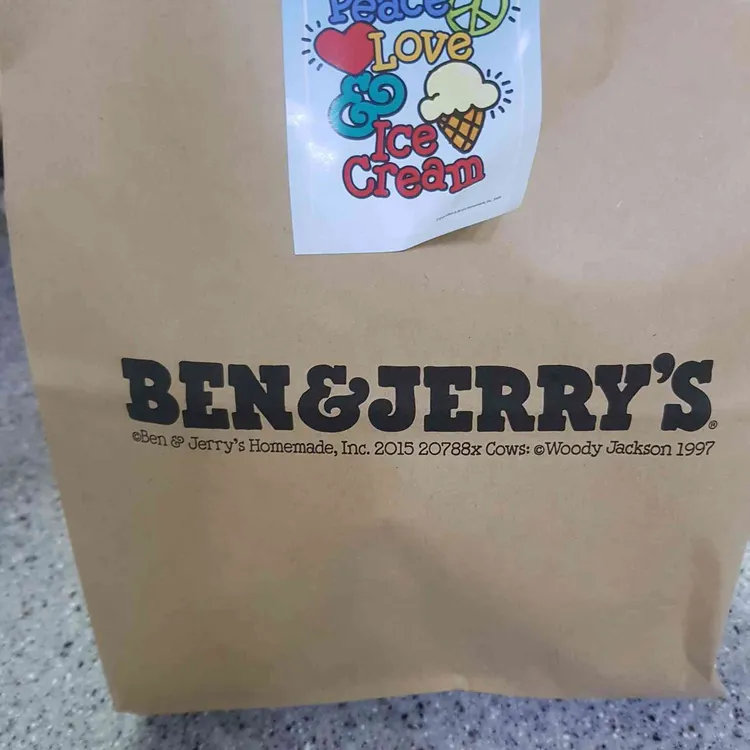 Peace
Love
&
Ice
Cream
BEN&JERRY'S®
©Ben & Jerry's Homemade, Inc. 2015 20788x Cows: ©Woody Jackson 1997